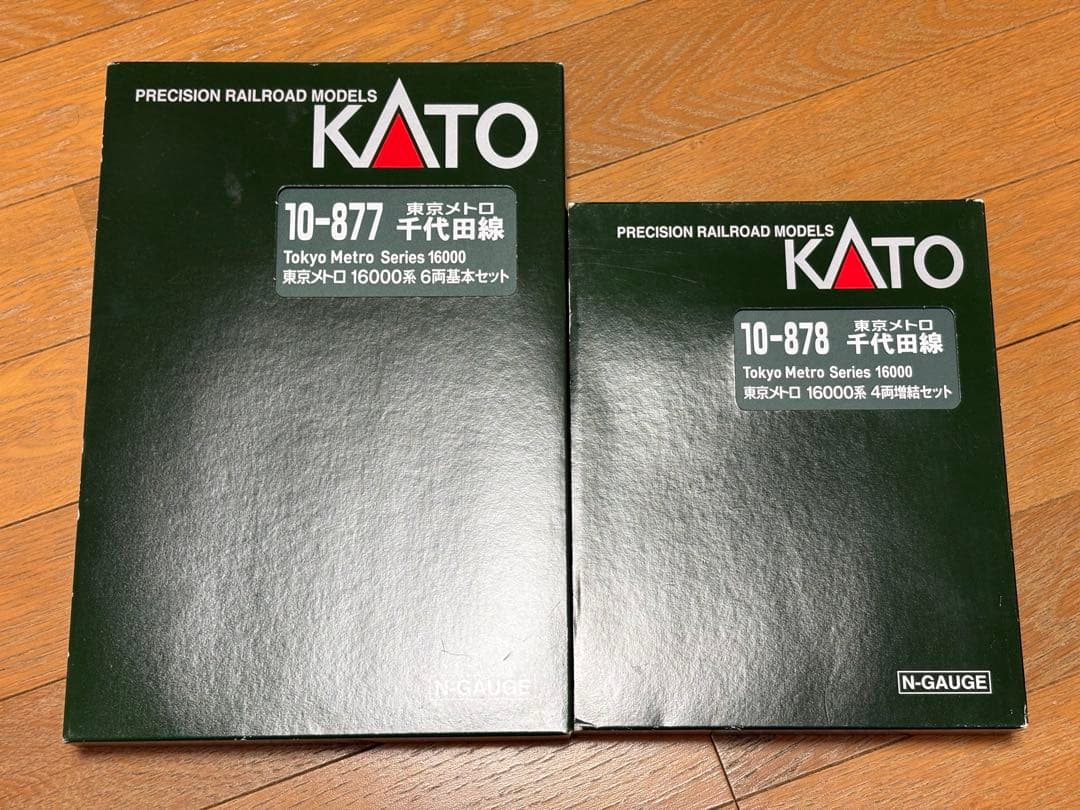 PRECISION RAILROAD MODELS
KATO
10-877
東京メトロ
千代田線
Tokyo Metro Series 16000
東京メトロ 16000系 6両基本セット
N-GAUGE
PRECISION RAILROAD MODELS
KATO
10-878
東京メトロ
千代田線
Tokyo Metro Series 16000
東京メトロ 16000系 4両増結セット
N-GAUGE